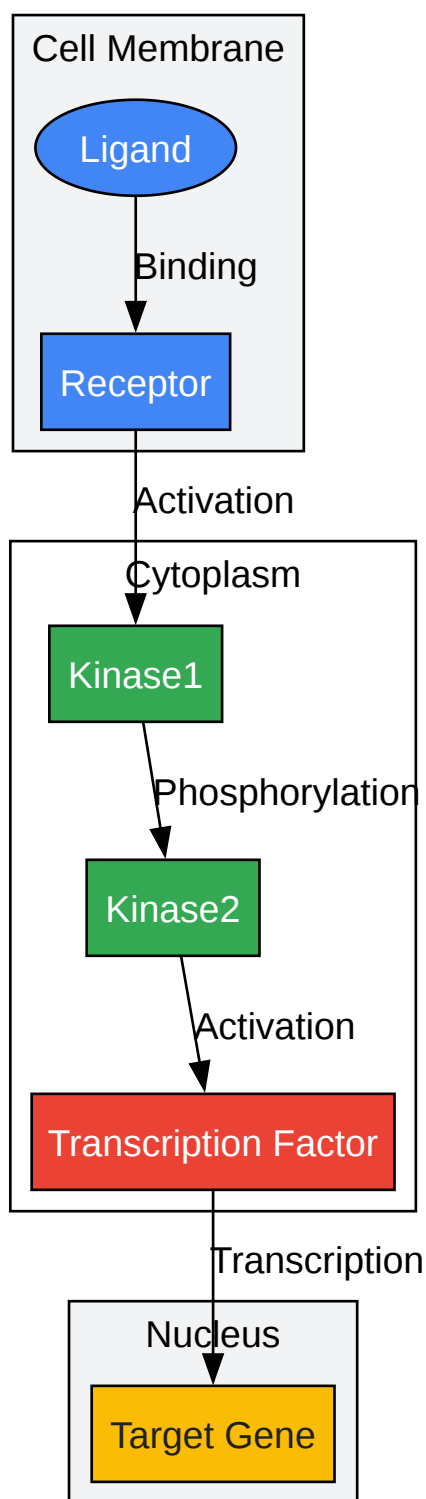 Cell Membrane
Ligand
Binding
Receptor
Activation
Cytoplasm
Kinase1
Phosphorylation
Kinase2
Activation
Transcription Factor
Transcription
Nucleus
Target Gene